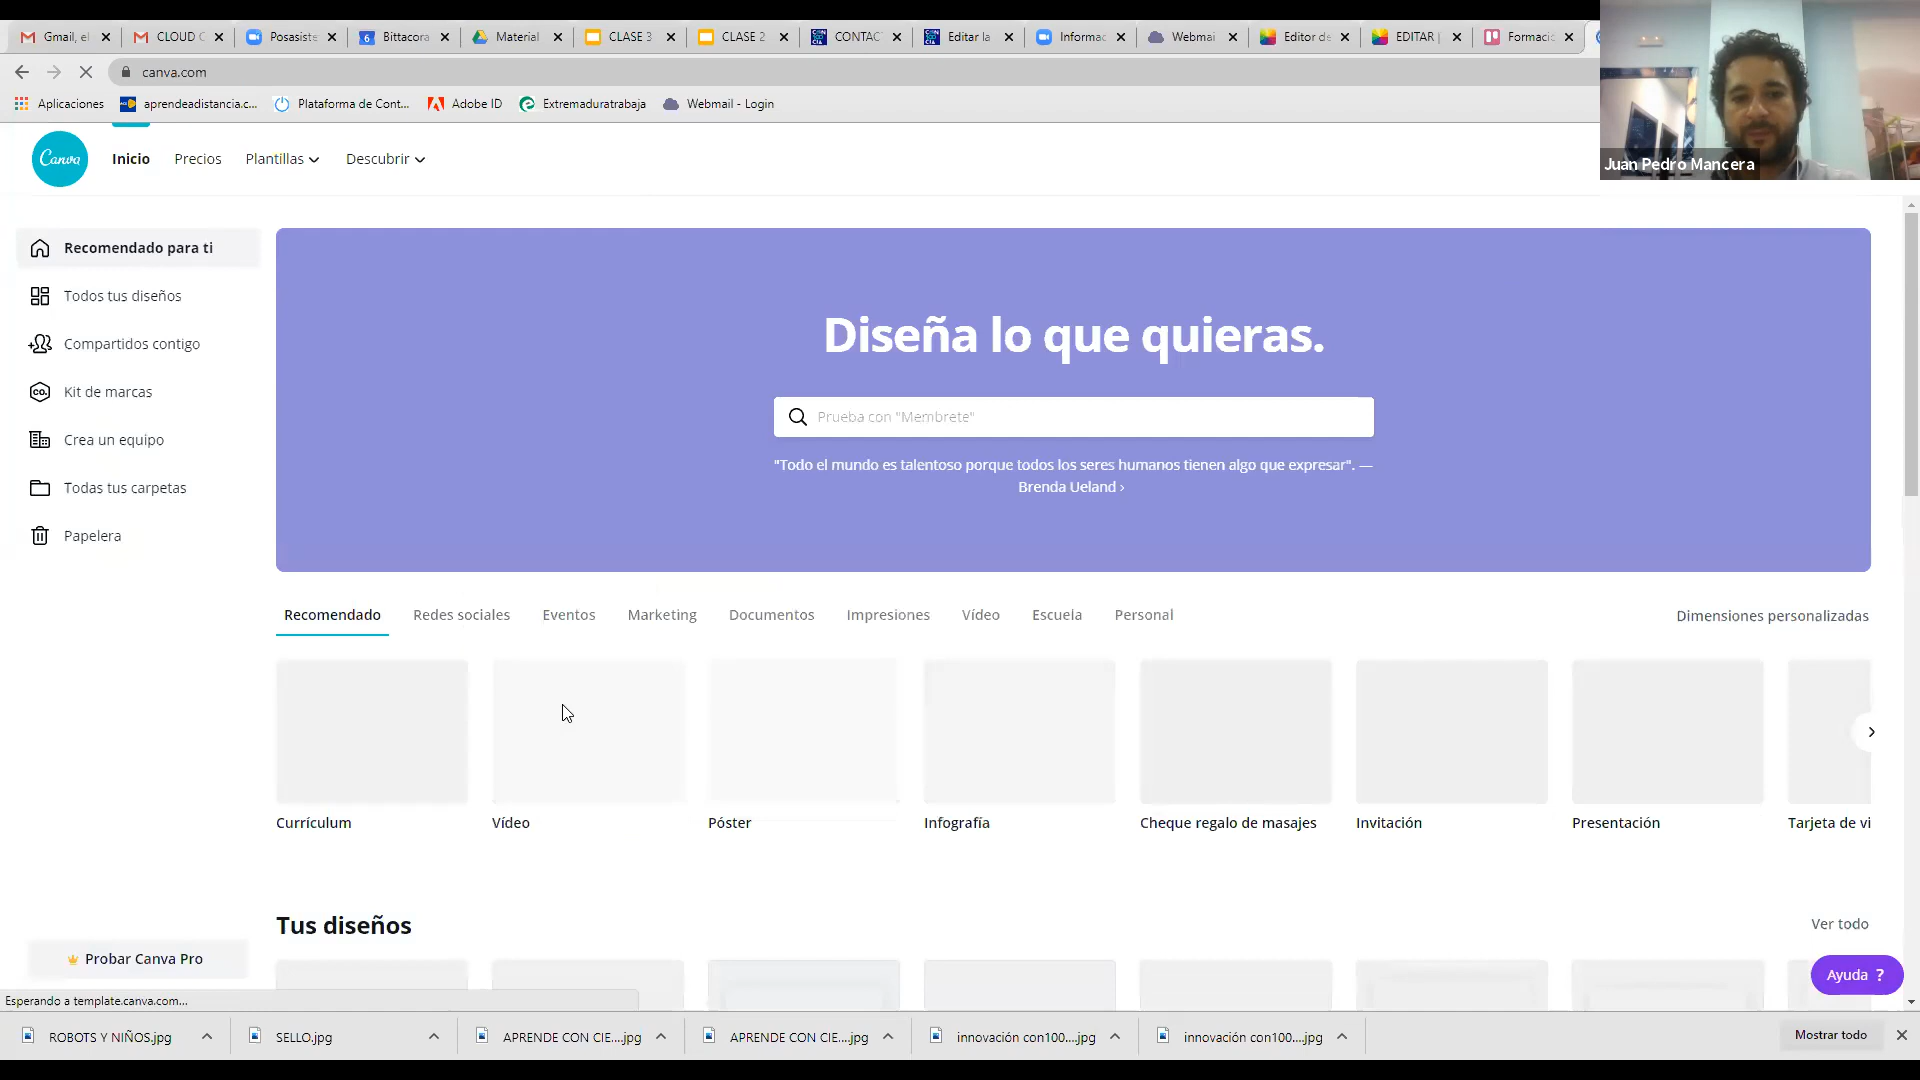 Gmail, el
CLOUD C
Posasiste
Bittacora
Material
CLASE 3
CLASE 2
CONTAC
Editar la
Informac
Webmai
Editor de
EDITAR |
Formaci
canva.com
Aplicaciones
aprendeadistancia.c...
Plataforma de Cont...
Adobe ID
Extremaduratrabaja
Webmail - Login
Juan Pedro Mancera
Canva
Inicio
Precios
Plantillas
Descubrir
Recomendado para ti
Todos tus diseños
Compartidos contigo
Kit de marcas
Crea un equipo
Todas tus carpetas
Papelera
Diseña lo que quieras.
Prueba con "Membrete"
"Todo el mundo es talentoso porque todos los seres humanos tienen algo que expresar". —
Brenda Ueland ›
Recomendado
Redes sociales
Eventos
Marketing
Documentos
Impresiones
Vídeo
Escuela
Personal
Dimensiones personalizadas
Currículum
Vídeo
Póster
Infografía
Cheque regalo de masajes
Invitación
Presentación
Tarjeta de vi
Tus diseños
Ver todo
Probar Canva Pro
Ayuda ?
Esperando a template.canva.com...
ROBOTS Y NIÑOS.jpg
SELLO.jpg
APRENDE CON CIE....jpg
APRENDE CON CIE....jpg
innovación con100....jpg
innovación con100....jpg
Mostrar todo